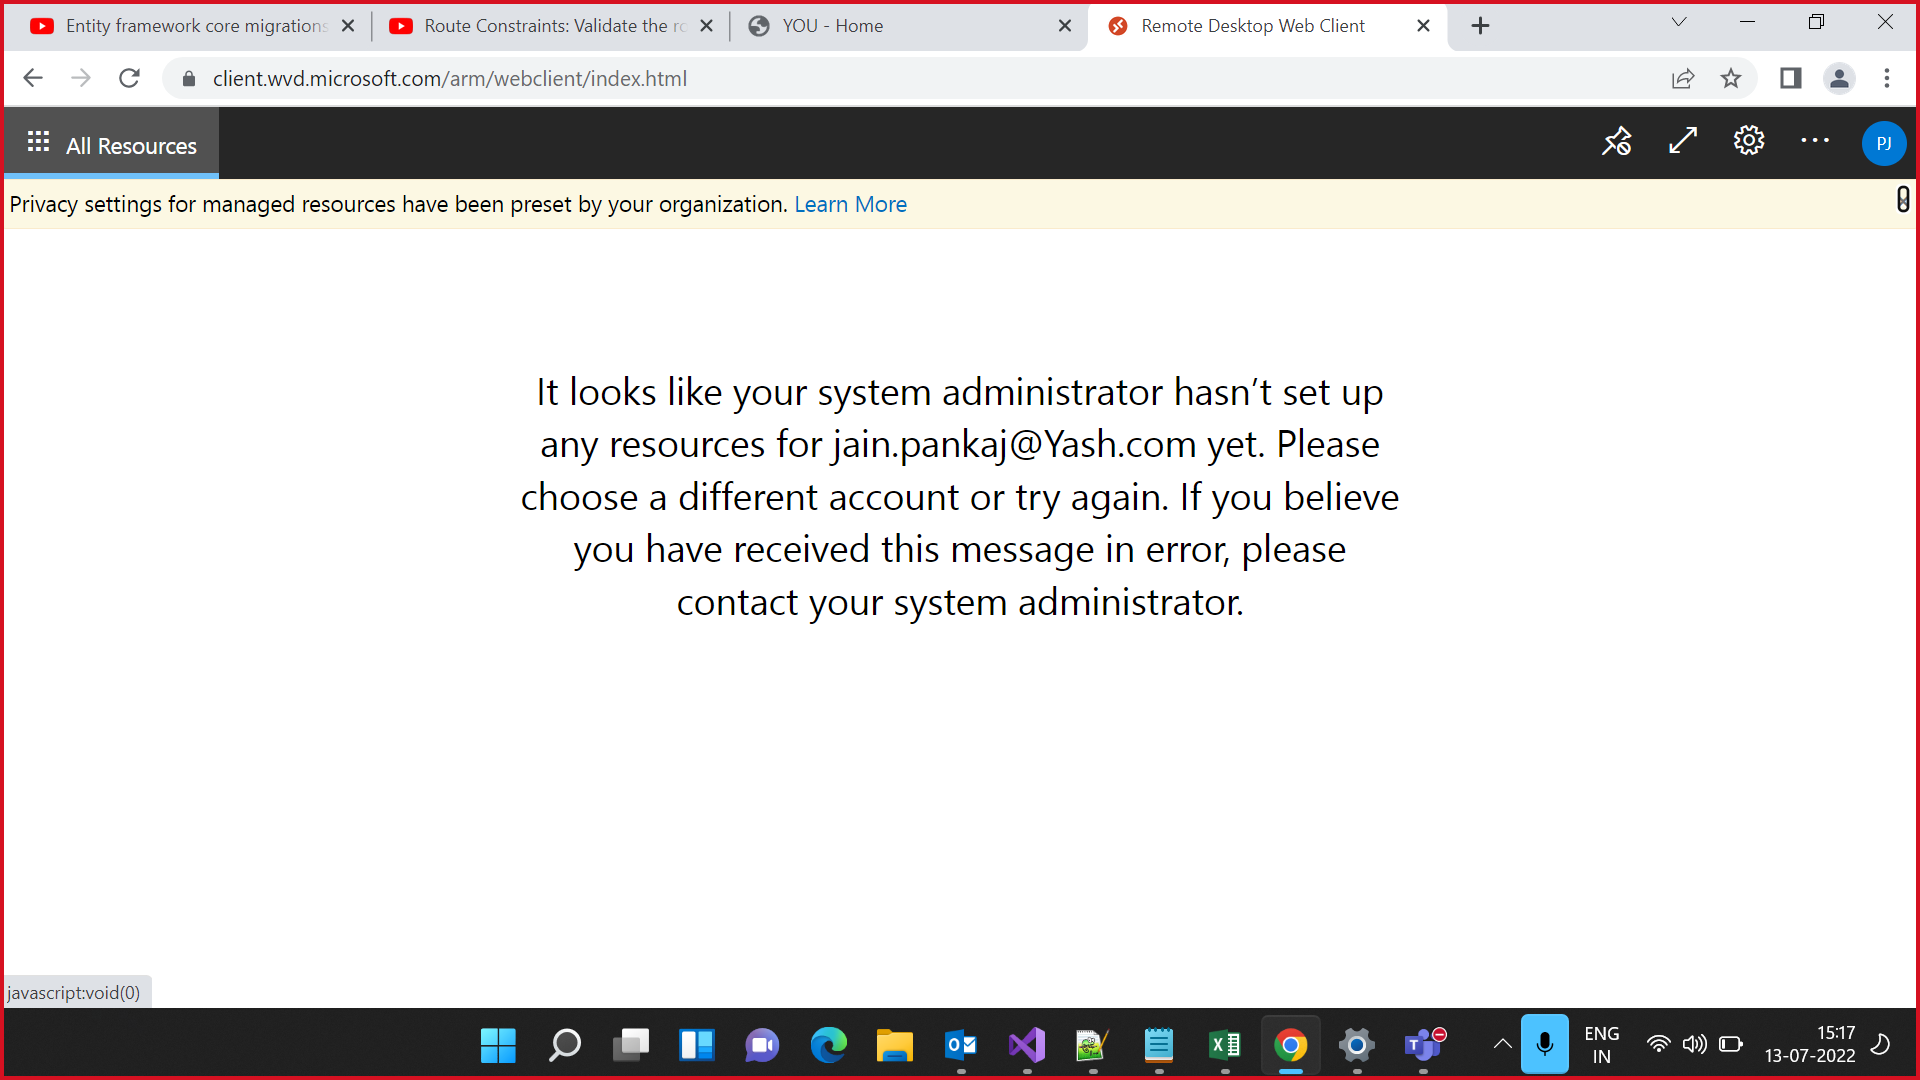 Entity framework core migrations
Route Constraints: Validate the ro
YOU - Home
Remote Desktop Web Client
client.wvd.microsoft.com/arm/webclient/index.html
All Resources
PJ
Privacy settings for managed resources have been preset by your organization. Learn More
It looks like your system administrator hasn't set up
any resources for jain.pankaj@Yash.com yet. Please
choose a different account or try again. If you believe
you have received this message in error, please
contact your system administrator.
javascript:void(0)
ENG
IN
15:17
13-07-2022